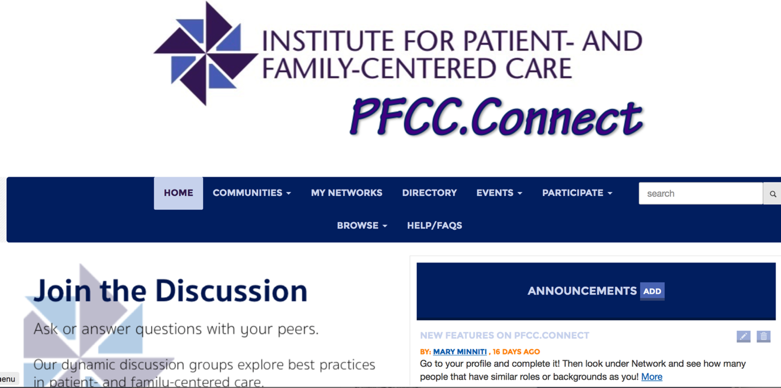 INSTITUTE FOR PATIENT- AND
FAMILY-CENTERED CARE
PFCC.Connect
HOME COMMUNITIES MY NETWORKS DIRECTORY EVENTS PARTICIPATE search
BROWSE HELP/FAQS
Join the Discussion
Ask or answer questions with your peers.
Our dynamic discussion groups explore best practices
in patient- and family-centered care.
enu
ANNOUNCEMENTS ADD
NEW FEATURES ON PFCC.CONNECT
BY: MARY MINNITI , 16 DAYS AGO
Go to your profile and complete it! Then look under Network and see how many
people that have similar roles or backgrounds as you! More